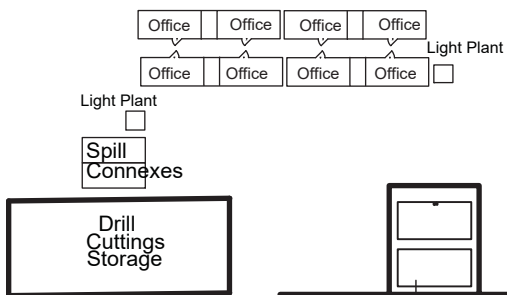 Office Office Office Office
Light Plant
Office Office Office Office
Light Plant
Spill
Connexes
Drill
Cuttings
Storage